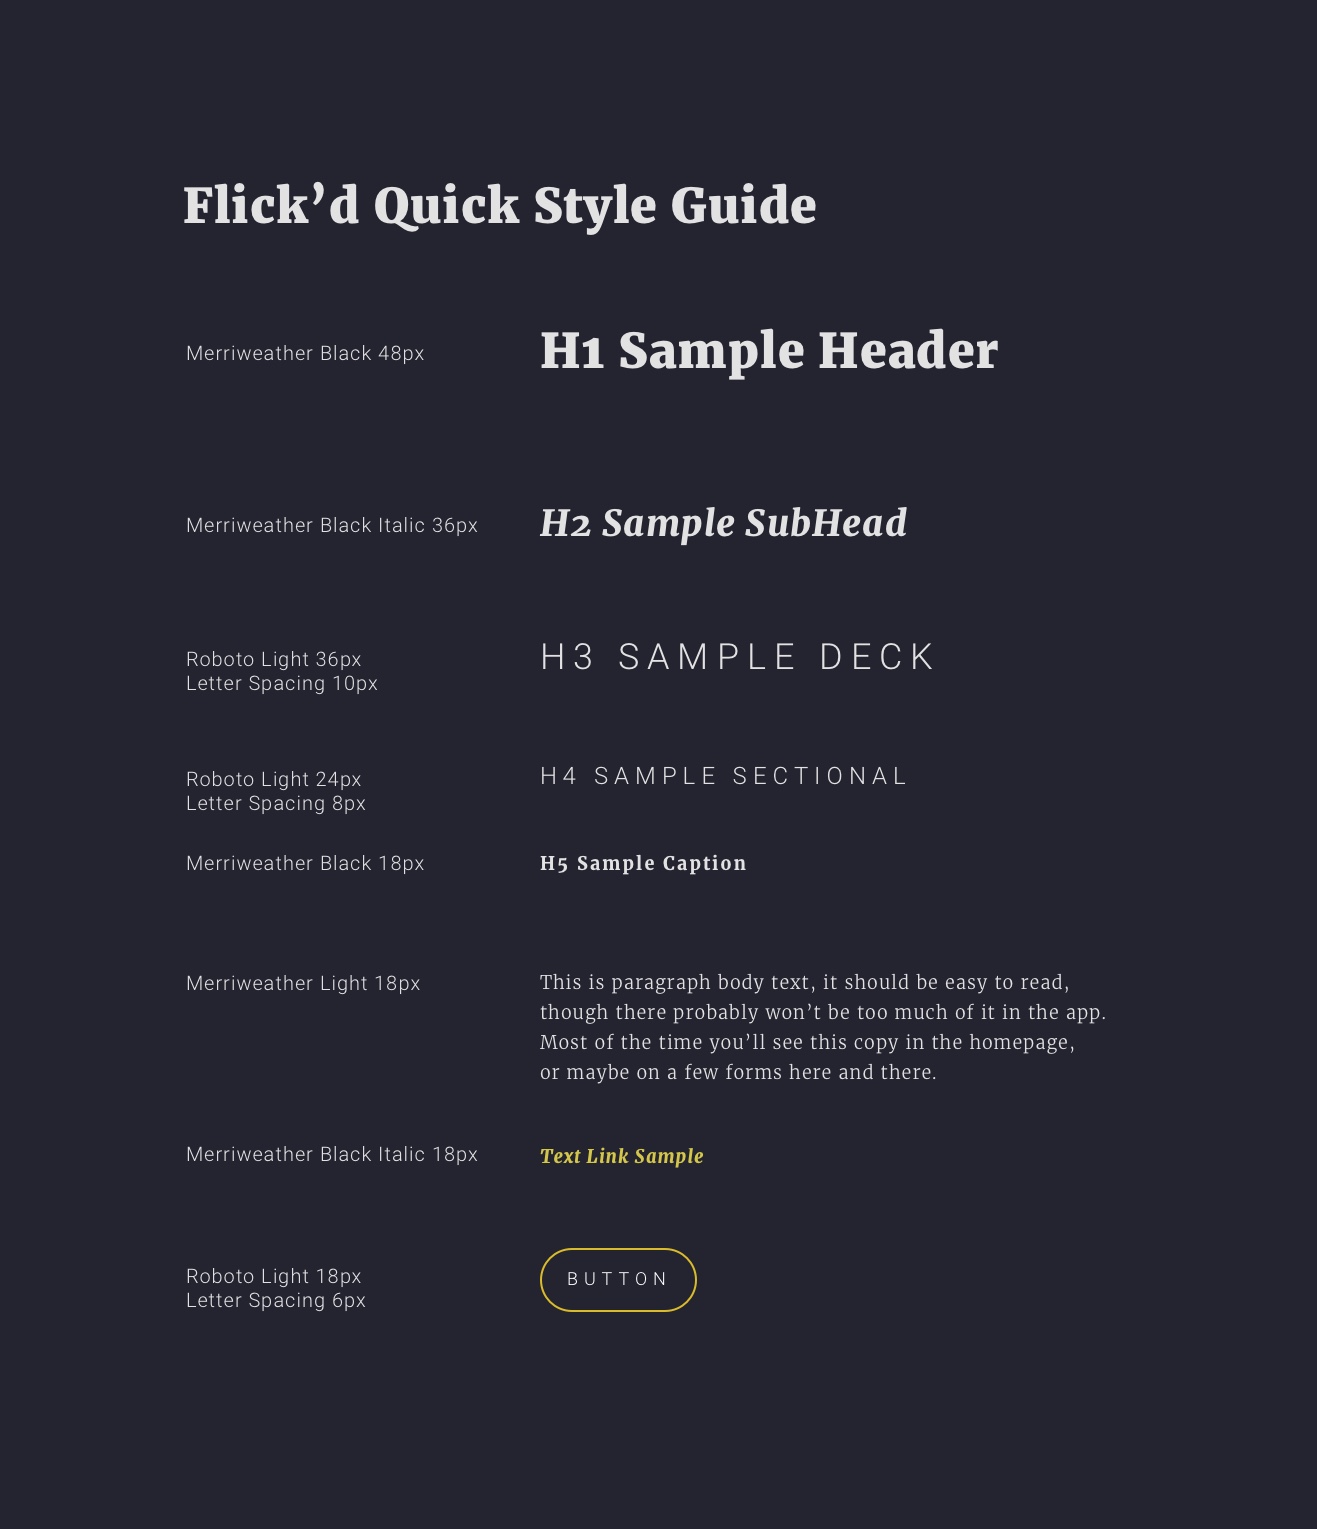 Flick’d Quick Style Guide
Merriweather Black 48px
H1 Sample Header
Merriweather Black Italic 36px
H2 Sample SubHead
Roboto Light 36px
Letter Spacing 10px
H3 SAMPLE DECK
Roboto Light 24px
Letter Spacing 8px
H4 SAMPLE SECTIONAL
Merriweather Black 18px
H5 Sample Caption
Merriweather Light 18px
This is paragraph body text, it should be easy to read,
though there probably won’t be too much of it in the app.
Most of the time you’ll see this copy in the homepage,
or maybe on a few forms here and there.
Merriweather Black Italic 18px
Text Link Sample
Roboto Light 18px
Letter Spacing 6px
BUTTON